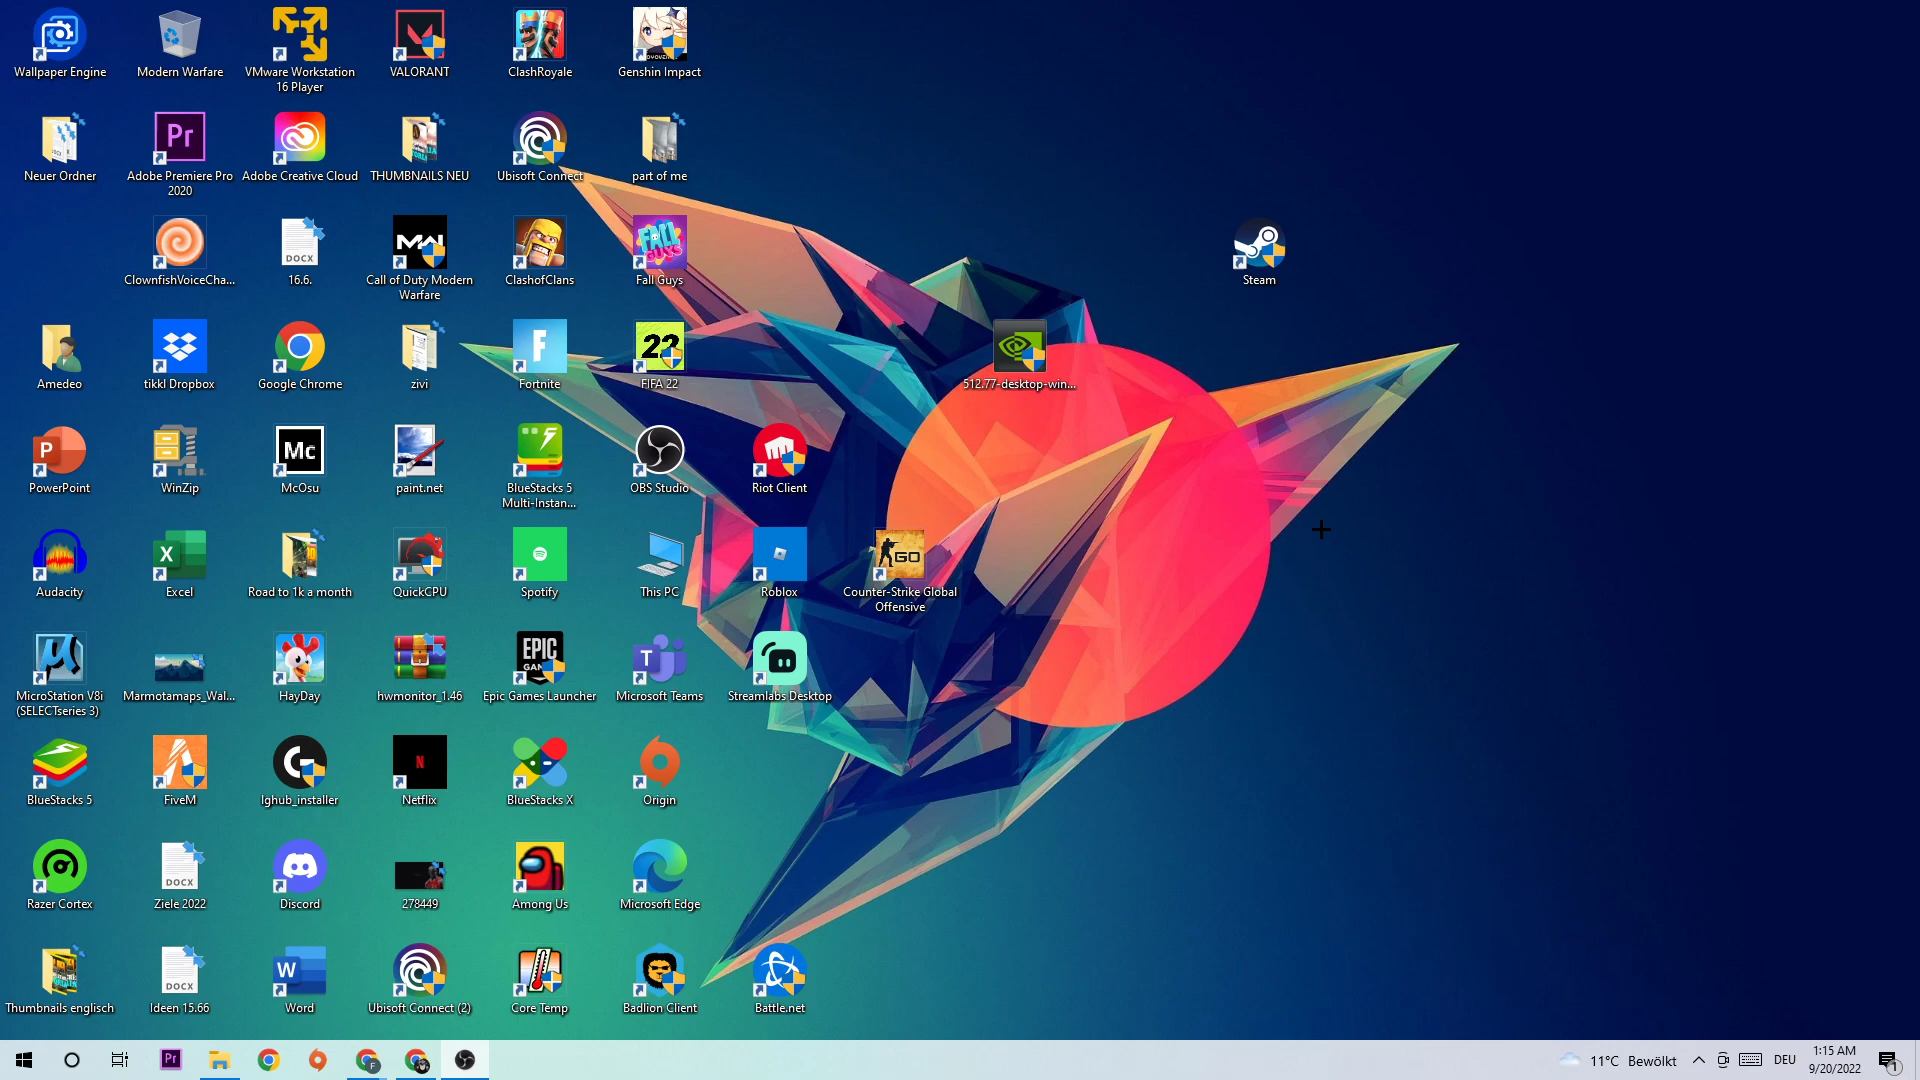 Wallpaper Engine
Modern Warfare
VMware Workstation
16 Player
VALORANT
ClashRoyale
Genshin Impact
Neuer Ordner
Adobe Premiere Pro
2020
Adobe Creative Cloud
THUMBNAILS NEU
Ubisoft Connect
part of me
ClownfishVoiceCha...
16.6.
Call of Duty Modern
Warfare
ClashofClans
Fall Guys
Steam
Amedeo
tikkl Dropbox
Google Chrome
zivi
Fortnite
FIFA 22
512.77-desktop-win...
PowerPoint
WinZip
McOsu
paint.net
BlueStacks 5
Multi-Instan...
OBS Studio
Riot Client
Audacity
Excel
Road to 1k a month
QuickCPU
Spotify
This PC
Roblox
Counter-Strike Global
Offensive
MicroStation V8i
(SELECTseries 3)
Marmotamaps_Wal...
HayDay
hwmonitor_1.46
Epic Games Launcher
Microsoft Teams
Streamlabs Desktop
BlueStacks 5
FiveM
lghub_installer
Netflix
BlueStacks X
Origin
Razer Cortex
Ziele 2022
Discord
278449
Among Us
Microsoft Edge
Thumbnails englisch
Ideen 15.66
Word
Ubisoft Connect (2)
Core Temp
Badlion Client
Battle.net
11°C Bewölkt
DEU
1:15 AM
9/20/2022
1